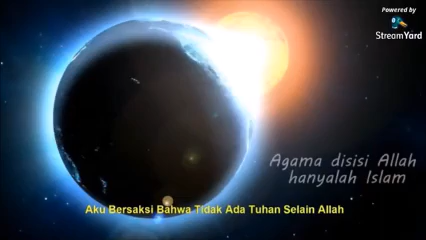 Powered by
StreamYard
Agama disisi Allah
hanyalah Islam
Aku Bersaksi Bahwa Tidak Ada Tuhan Selain Allah